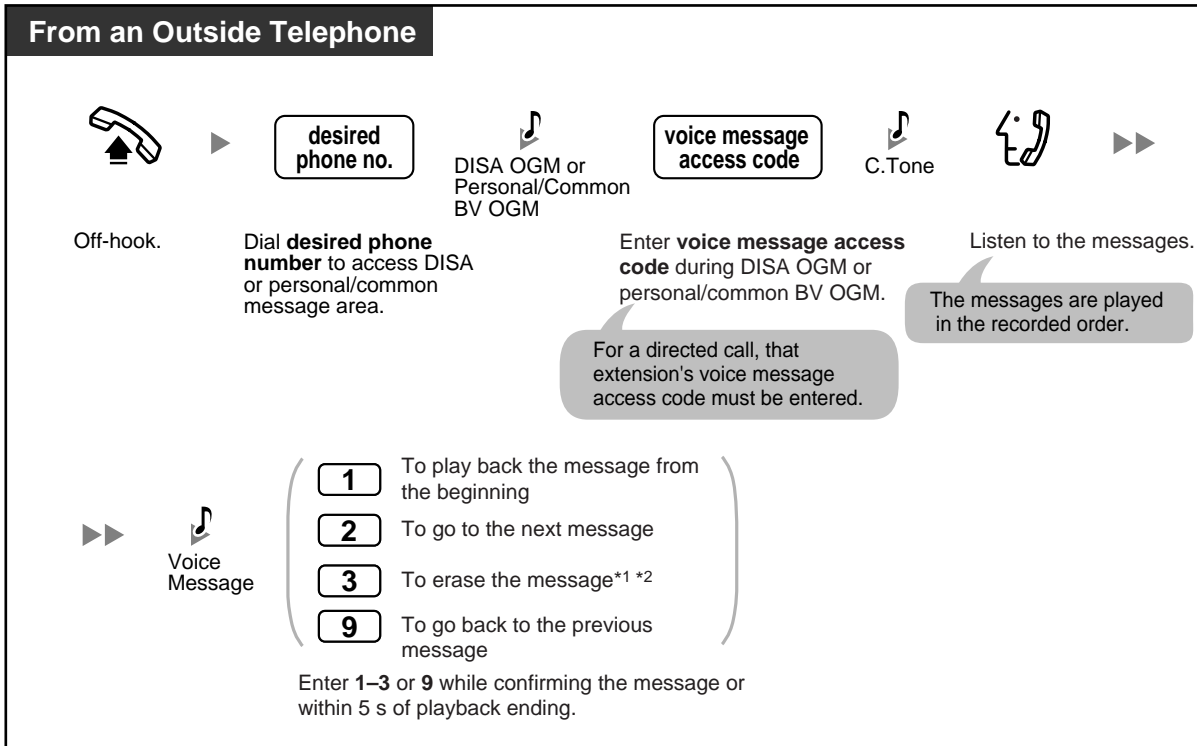 From an Outside Telephone
desired
phone no.
DISA OGM or
Personal/Common
BV OGM
voice message
access code
C.Tone
Off-hook.
Dial desired phone
number to access DISA
or personal/common
message area.
Enter voice message access
code during DISA OGM or
personal/common BV OGM.
For a directed call, that
extension's voice message
access code must be entered.
Listen to the messages.
The messages are played
in the recorded order.
Voice
Message
1 To play back the message from
the beginning
2 To go to the next message
3 To erase the message*1 *2
9 To go back to the previous
message
Enter 1–3 or 9 while confirming the message or
within 5 s of playback ending.